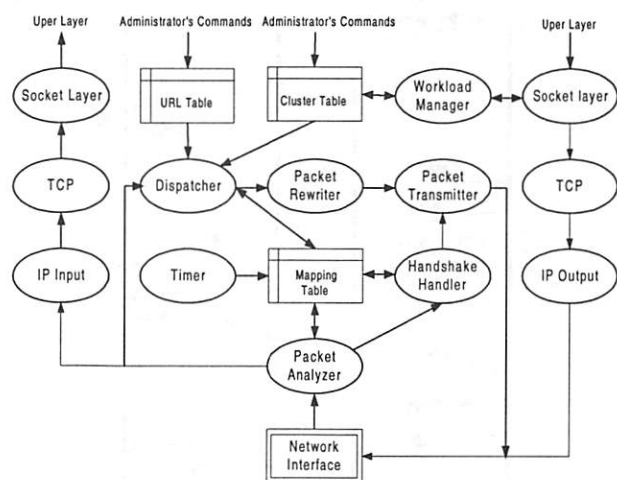 Uper Layer
Administrator's Commands
Administrator's Commands
Uper Layer
Socket Layer
URL Table
Cluster Table
Workload
Manager
Socket layer
TCP
Dispatcher
Packet
Rewriter
Packet
Transmitter
TCP
IP Input
Timer
Mapping
Table
Handshake
Handler
IP Output
Packet
Analyzer
Network
Interface